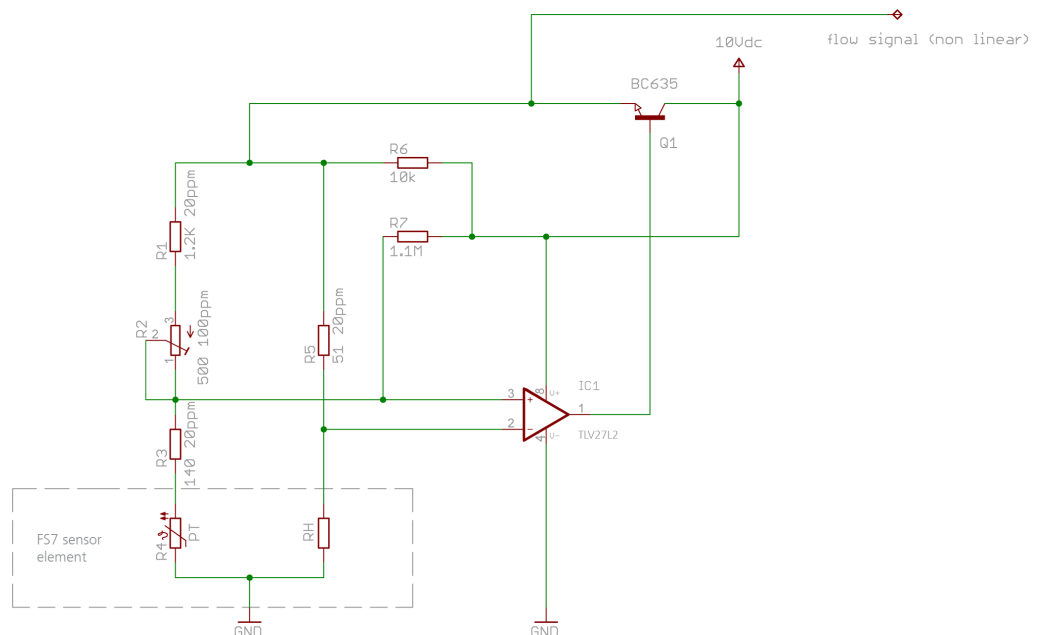 flow signal (non linear)
10Vdc
BC635
Q1
R6
10k
R7
1.1M
R1
1.2K 20ppm
R2
3
2
1
500 100ppm
R5
51 20ppm
R3
140 20ppm
3
+
2
-
8
V+
4
V-
1
IC1
TLV27L2
FS7 sensor
element
R4
PT
RH
GND
GND